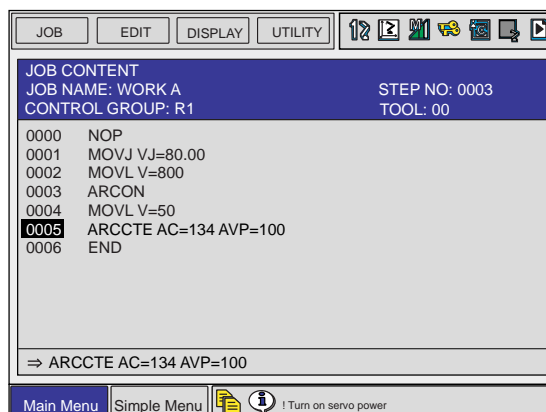 JOB EDIT DISPLAY UTILITY
JOB CONTENT
JOB NAME: WORK A STEP NO: 0003
CONTROL GROUP: R1 TOOL: 00
0000 NOP
0001 MOVJ VJ=80.00
0002 MOVL V=800
0003 ARCON
0004 MOVL V=50
0005 ARCCTE AC=134 AVP=100
0006 END
⇒ ARCCTE AC=134 AVP=100
Main Menu Simple Menu ! Turn on servo power